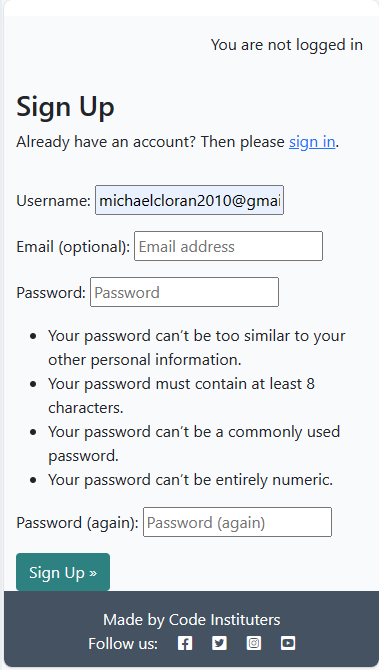 You are not logged in
Sign Up
Already have an account? Then please sign in.
Username: michaelcloran2010@gmai
Email (optional): Email address
Password: Password
• Your password can't be too similar to your
other personal information.
• Your password must contain at least 8
characters.
• Your password can't be a commonly used
password.
• Your password can't be entirely numeric.
Password (again): Password (again)
Sign Up »
Made by Code Instituters
Follow us: